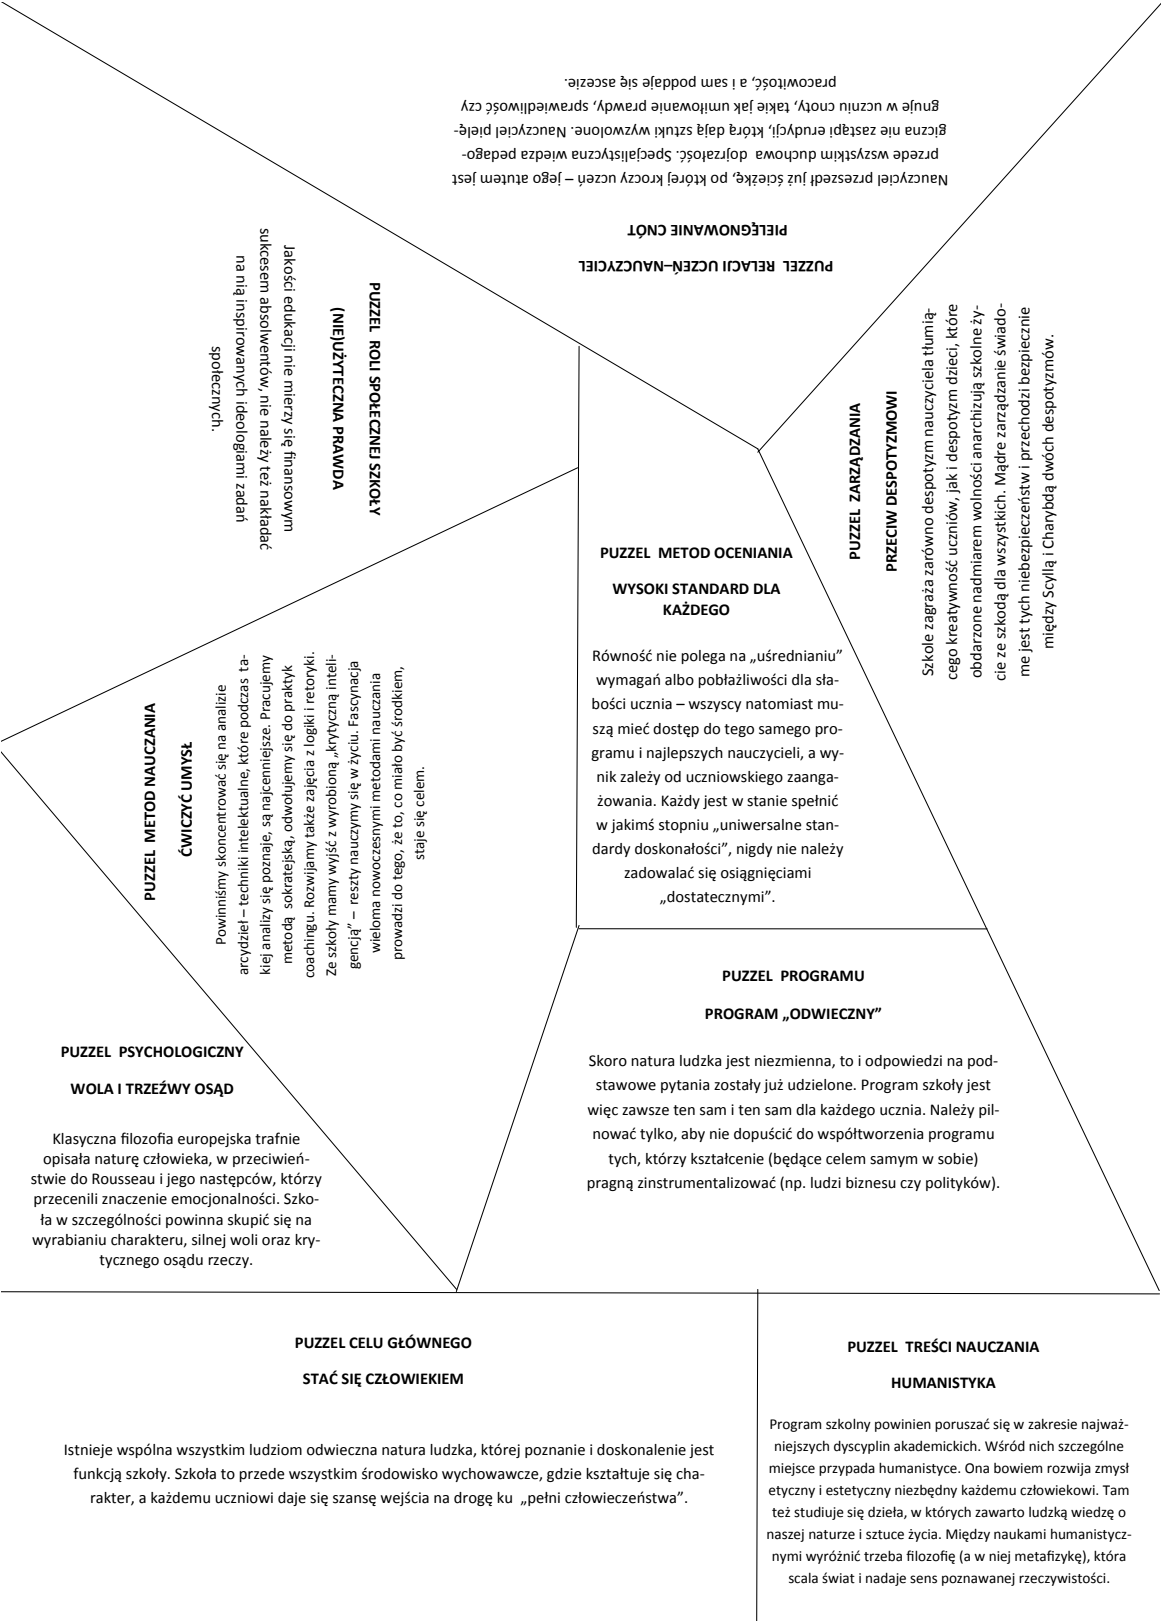 PUZZEL  RELACJI UCZEŃ–NAUCZYCIEL
PIELĘGNOWANIE CNÓT
Nauczyciel przeszedł już ścieżkę, po której kroczy uczeń – jego atutem jest
przede wszystkim duchowa  dojrzałość. Specjalistyczna wiedza pedago-
giczna nie zastąpi erudycji, którą dają sztuki wyzwolone. Nauczyciel pielę-
gnuje w uczniu cnoty, takie jak umiłowanie prawdy, sprawiedliwość czy
pracowitość, a i sam poddaje się ascezie.
PUZZEL  ROLI SPOŁECZNEJ SZKOŁY
(NIE)UŻYTECZNA PRAWDA
Jakości edukacji nie mierzy się finansowym
sukcesem absolwentów, nie należy też nakładać
na nią inspirowanych ideologiami zadań
społecznych.
PUZZEL  ZARZĄDZANIA
PRZECIW DESPOTYZMOWI
Szkole zagraża zarówno despotyzm nauczyciela tłumią-
cego kreatywność uczniów, jak i despotyzm dzieci, które
obdarzone nadmiarem wolności anarchizują szkolne ży-
cie ze szkodą dla wszystkich. Mądre zarządzanie świado-
me jest tych niebezpieczeństw i przechodzi bezpiecznie
między Scyllą i Charybdą dwóch despotyzmów.
PUZZEL  METOD OCENIANIA
WYSOKI STANDARD DLA
KAŻDEGO
Równość nie polega na „uśrednianiu”
wymagań albo pobłażliwości dla sła-
bości ucznia – wszyscy natomiast mu-
szą mieć dostęp do tego samego pro-
gramu i najlepszych nauczycieli, a wy-
nik zależy od uczniowskiego zaanga-
żowania. Każdy jest w stanie spełnić
w jakimś stopniu „uniwersalne stan-
dardy doskonałości”, nigdy nie należy
zadowalać się osiągnięciami
„dostatecznymi”.
PUZZEL  METOD NAUCZANIA
ĆWICZYĆ UMYSŁ
Powinniśmy skoncentrować się na analizie
arcydzieł – techniki intelektualne, które podczas  ta-
kiej analizy się poznaje, są najcenniejsze. Pracujemy
metodą  sokratejską, odwołujemy się do praktyk
coachingu. Rozwijamy także zajęcia z logiki i retoryki.
Ze szkoły mamy wyjść z wyrobioną „krytyczną inteli-
gencją” –  reszty nauczymy się w życiu. Fascynacja
wieloma nowoczesnymi metodami nauczania
prowadzi do tego, że to, co miało być środkiem,
staje się celem.
PUZZEL  PROGRAMU
PROGRAM „ODWIECZNY”
Skoro natura ludzka jest niezmienna, to i odpowiedzi na pod-
stawowe pytania zostały już udzielone. Program szkoły jest
więc zawsze ten sam i ten sam dla każdego ucznia. Należy pil-
nować tylko, aby nie dopuścić do współtworzenia programu
tych, którzy kształcenie (będące celem samym w sobie)
pragną zinstrumentalizować (np. ludzi biznesu czy polityków).
PUZZEL  PSYCHOLOGICZNY
WOLA I TRZEŹWY OSĄD
Klasyczna filozofia europejska trafnie
opisała naturę człowieka, w przeciwień-
stwie do Rousseau i jego następców, którzy
przecenili znaczenie emocjonalności. Szko-
ła w szczególności powinna skupić się na
wyrabianiu charakteru, silnej woli oraz kry-
tycznego osądu rzeczy.
PUZZEL CELU GŁÓWNEGO
STAĆ SIĘ CZŁOWIEKIEM
Istnieje wspólna wszystkim ludziom odwieczna natura ludzka, której poznanie i doskonalenie jest
funkcją szkoły. Szkoła to przede wszystkim środowisko wychowawcze, gdzie kształtuje się cha-
rakter, a każdemu uczniowi daje się szansę wejścia na drogę ku  „pełni człowieczeństwa”.
PUZZEL  TREŚCI NAUCZANIA
HUMANISTYKA
Program szkolny powinien poruszać się w zakresie najważ-
niejszych dyscyplin akademickich. Wśród nich szczególne
miejsce przypada humanistyce. Ona bowiem rozwija zmysł
etyczny i estetyczny niezbędny każdemu człowiekowi. Tam
też studiuje się dzieła, w których zawarto ludzką wiedzę o
naszej naturze i sztuce życia. Między naukami humanistycz-
nymi wyróżnić trzeba filozofię (a w niej metafizykę), która
scala świat i nadaje sens poznawanej rzeczywistości.